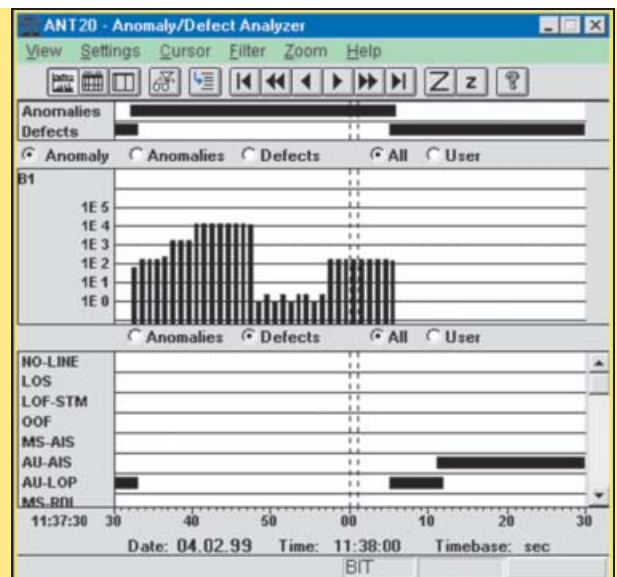 ANT20 - Anomaly/Defect Analyzer
View Settings Cursor Filter Zoom Help
Z z ?
Anomalies
Defects
Anomaly Anomalies Defects All User
B1
1E 5
1E 4
1E 3
1E 2
1E 1
1E 0
Anomalies Defects All User
NO-LINE
LOS
LOF-STM
OOF
MS-AIS
AU-AIS
AU-LOP
MS-RDI
11:37:30 30 40 50 00 10 20 30
Date: 04.02.99 Time: 11:38:00 Timebase: sec
BIT